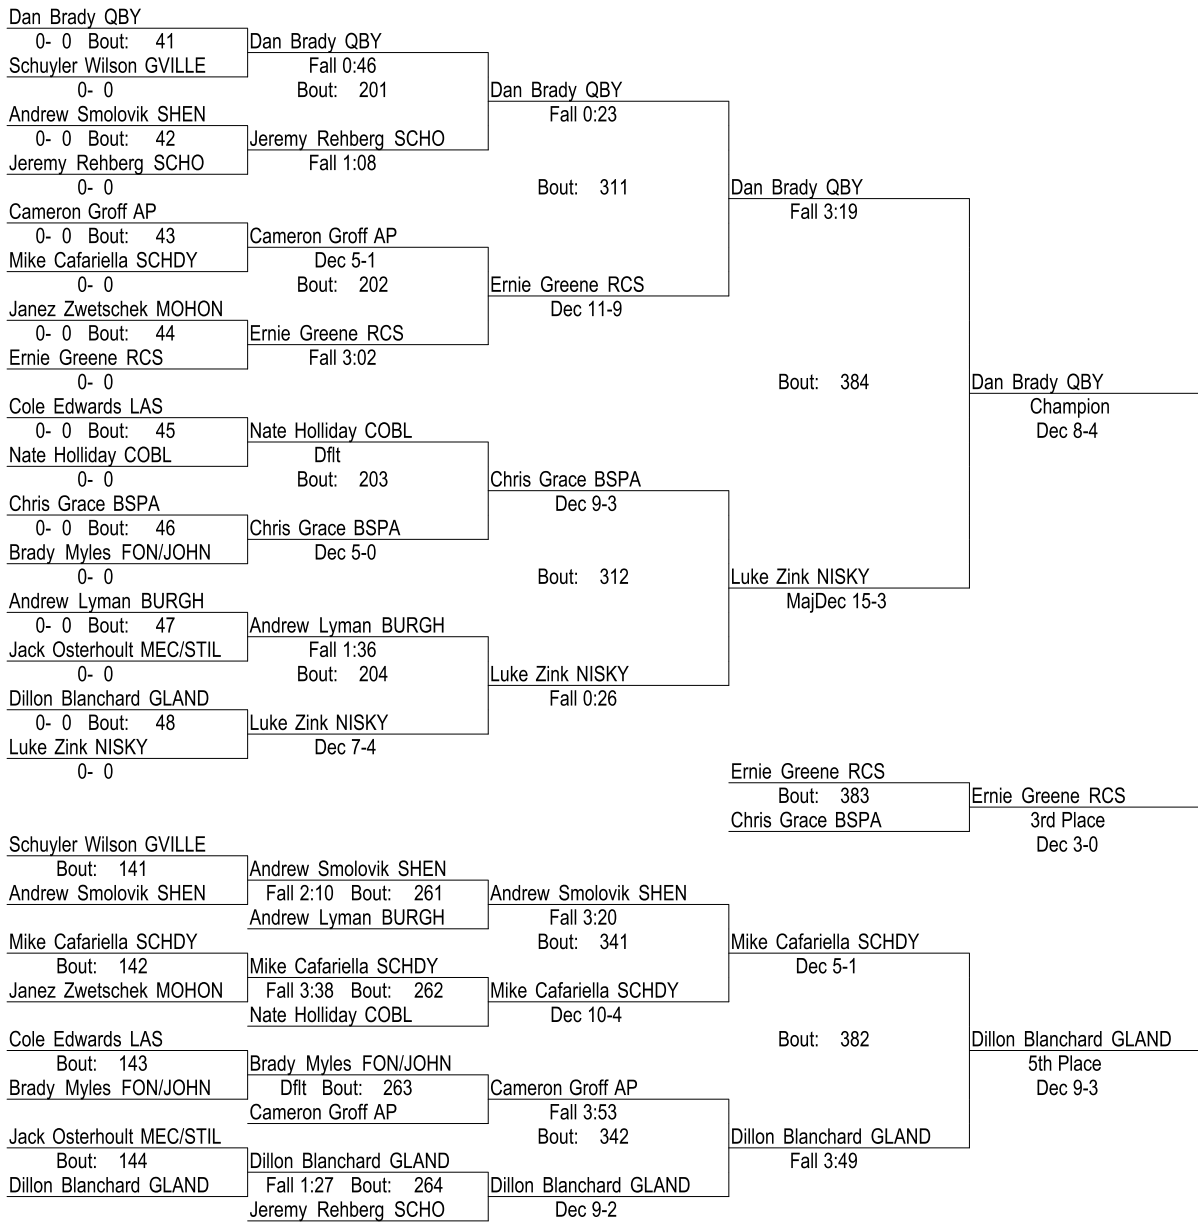 Dan Brady QBY
0- 0 Bout: 41
Schuyler Wilson GVILLE
0- 0
Andrew Smolovik SHEN
0- 0 Bout: 42
Jeremy Rehberg SCHO
0- 0
Cameron Groff AP
0- 0 Bout: 43
Mike Cafariella SCHDY
0- 0
Janez Zwetschek MOHON
0- 0 Bout: 44
Ernie Greene RCS
0- 0
Cole Edwards LAS
0- 0 Bout: 45
Nate Holliday COBL
0- 0
Chris Grace BSPA
0- 0 Bout: 46
Brady Myles FON/JOHN
0- 0
Andrew Lyman BURGH
0- 0 Bout: 47
Jack Osterhoult MEC/STIL
0- 0
Dillon Blanchard GLAND
0- 0 Bout: 48
Luke Zink NISKY
0- 0
Dan Brady QBY
Fall 0:46
Bout: 201
Jeremy Rehberg SCHO
Fall 1:08
Cameron Groff AP
Dec 5-1
Bout: 202
Ernie Greene RCS
Fall 3:02
Nate Holliday COBL
Dflt
Bout: 203
Chris Grace BSPA
Dec 5-0
Andrew Lyman BURGH
Fall 1:36
Bout: 204
Luke Zink NISKY
Dec 7-4
Dan Brady QBY
Fall 0:23
Bout: 311
Ernie Greene RCS
Dec 11-9
Chris Grace BSPA
Dec 9-3
Bout: 312
Luke Zink NISKY
Fall 0:26
Dan Brady QBY
Fall 3:19
Bout: 384
Luke Zink NISKY
MajDec 15-3
Dan Brady QBY
Champion
Dec 8-4
Ernie Greene RCS
Bout: 383
Chris Grace BSPA
Ernie Greene RCS
3rd Place
Dec 3-0
Schuyler Wilson GVILLE
Bout: 141
Andrew Smolovik SHEN
Mike Cafariella SCHDY
Bout: 142
Janez Zwetschek MOHON
Cole Edwards LAS
Bout: 143
Brady Myles FON/JOHN
Jack Osterhoult MEC/STIL
Bout: 144
Dillon Blanchard GLAND
Andrew Smolovik SHEN
Fall 2:10 Bout: 261
Andrew Lyman BURGH
Mike Cafariella SCHDY
Fall 3:38 Bout: 262
Nate Holliday COBL
Brady Myles FON/JOHN
Dflt Bout: 263
Cameron Groff AP
Dillon Blanchard GLAND
Fall 1:27 Bout: 264
Jeremy Rehberg SCHO
Andrew Smolovik SHEN
Fall 3:20
Bout: 341
Mike Cafariella SCHDY
Dec 10-4
Cameron Groff AP
Fall 3:53
Bout: 342
Dillon Blanchard GLAND
Dec 9-2
Mike Cafariella SCHDY
Dec 5-1
Bout: 382
Dillon Blanchard GLAND
Fall 3:49
Dillon Blanchard GLAND
5th Place
Dec 9-3